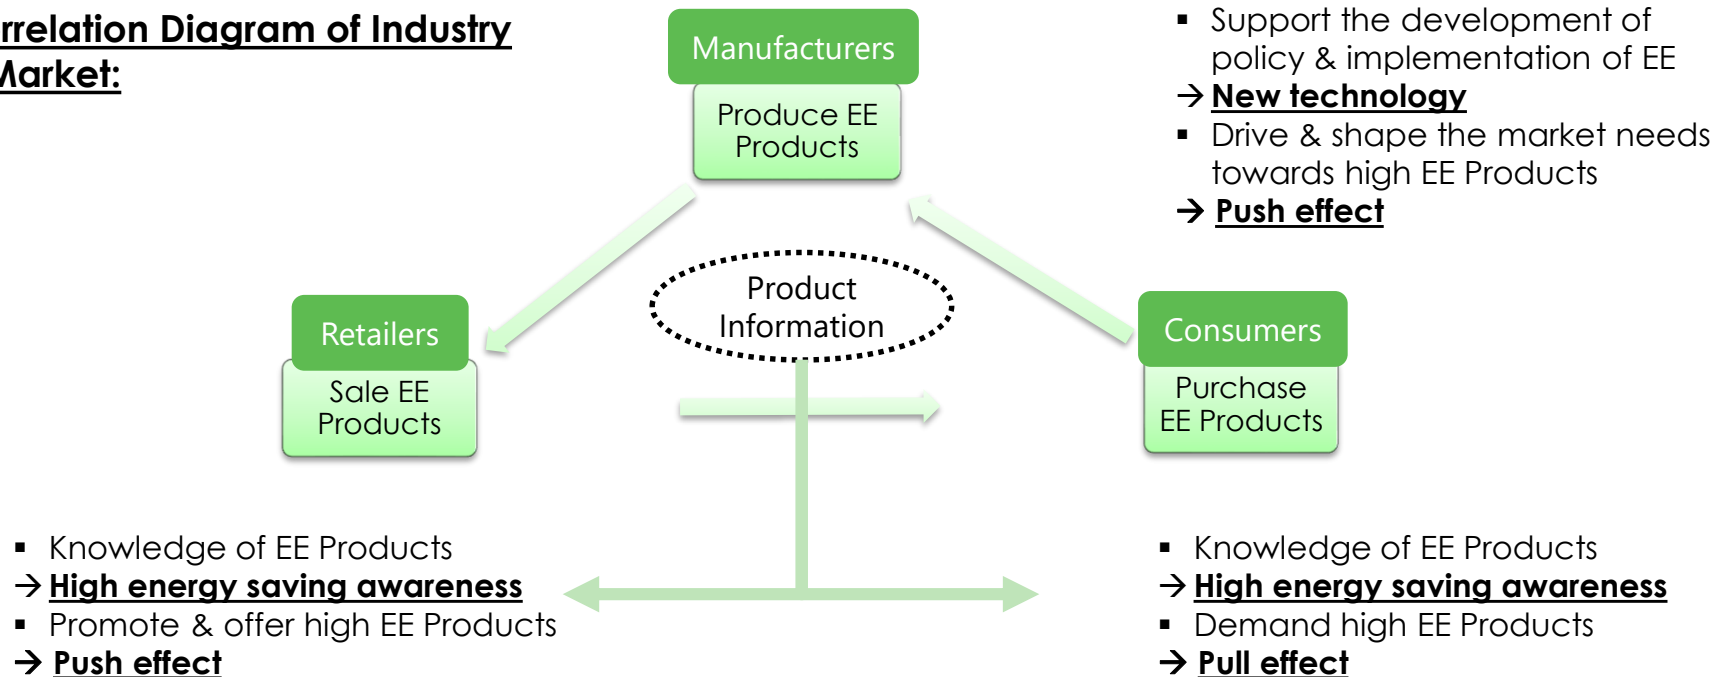 rrelation Diagram of Industry
Market:
Manufacturers
Produce EE
Products
▪ Support the development of
policy & implementation of EE
→ New technology
▪ Drive & shape the market needs
towards high EE Products
→ Push effect
Product
Information
Retailers
Sale EE
Products
Consumers
Purchase
EE Products
▪ Knowledge of EE Products
→ High energy saving awareness
▪ Promote & offer high EE Products
→ Push effect
▪ Knowledge of EE Products
→ High energy saving awareness
▪ Demand high EE Products
→ Pull effect